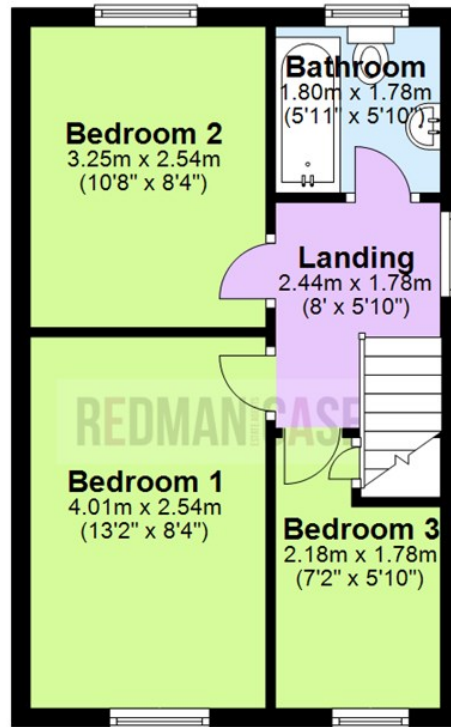 Bathroom
1.80m x 1.78m
(5'11" x 5'10")
Bedroom 2
3.25m x 2.54m
(10'8" x 8'4")
Landing
2.44m x 1.78m
(8' x 5'10")
REDMAN CASE
Bedroom 1
4.01m x 2.54m
(13'2" x 8'4")
Bedroom 3
2.18m x 1.78m
(7'2" x 5'10")